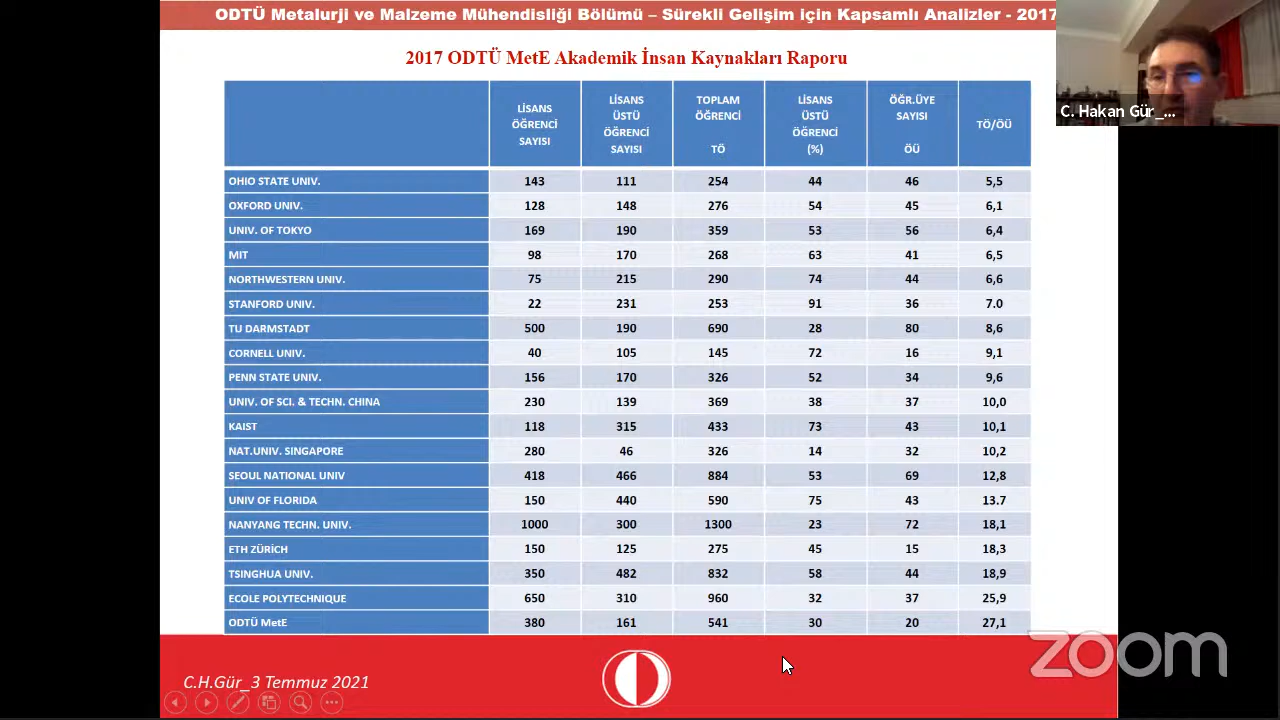 ODTÜ Metalurji ve Malzeme Mühendisliği Bölümü – Sürekli Gelişim için Kapsamlı Analizler - 2017
2017 ODTÜ MetE Akademik İnsan Kaynakları Raporu
C. Hakan Gür_...
LİSANS ÖĞRENCİ SAYISI LİSANS ÜSTÜ ÖĞRENCİ SAYISI TOPLAM ÖĞRENCİ TÖ LİSANS ÜSTÜ ÖĞRENCİ (%) ÖĞR.ÜYE SAYISI ÖÜ TÖ/ÖÜ
OHIO STATE UNIV. 143 111 254 44 46 5,5
OXFORD UNIV. 128 148 276 54 45 6,1
UNIV. OF TOKYO 169 190 359 53 56 6,4
MIT 98 170 268 63 41 6,5
NORTHWESTERN UNIV. 75 215 290 74 44 6,6
STANFORD UNIV. 22 231 253 91 36 7.0
TU DARMSTADT 500 190 690 28 80 8,6
CORNELL UNIV. 40 105 145 72 16 9,1
PENN STATE UNIV. 156 170 326 52 34 9,6
UNIV. OF SCI. & TECHN. CHINA 230 139 369 38 37 10,0
KAIST 118 315 433 73 43 10,1
NAT.UNIV. SINGAPORE 280 46 326 14 32 10,2
SEOUL NATIONAL UNIV 418 466 884 53 69 12,8
UNIV OF FLORIDA 150 440 590 75 43 13.7
NANYANG TECHN. UNIV. 1000 300 1300 23 72 18,1
ETH ZÜRİCH 150 125 275 45 15 18,3
TSINGHUA UNIV. 350 482 832 58 44 18,9
ECOLE POLYTECHNIQUE 650 310 960 32 37 25,9
ODTÜ MetE 380 161 541 30 20 27,1
C.H.Gür_3 Temmuz 2021
zoom